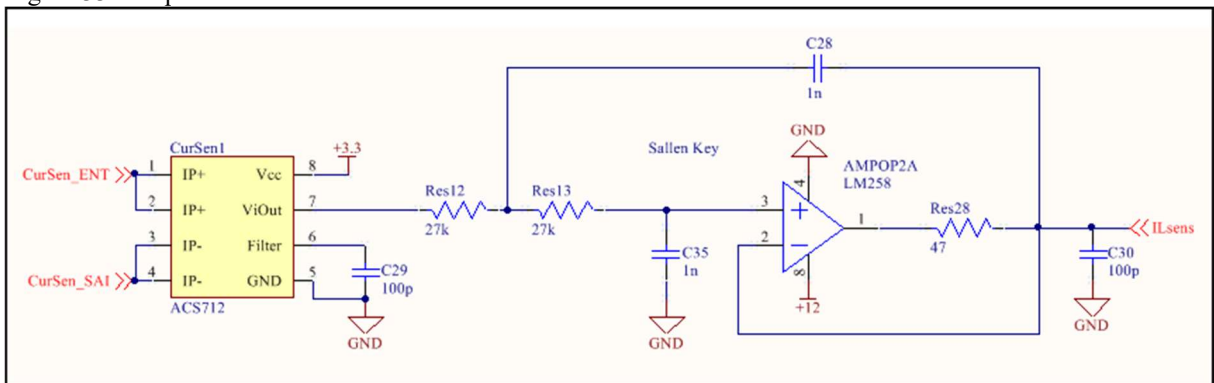 C28
1n
GND
Sallen Key
AMPOP2A
LM258
CurSen1
+3.3
CurSen_ENT
1 IP+ Vcc 8
2 IP+ ViOut 7
3 IP- Filter 6
4 IP- GND 5
CurSen_SAI
ACS712
C29
100p
GND
Res12
27k
Res13
27k
C35
1n
GND
3
2
4
8
1
+12
Res28
47
ILsens
C30
100p
GND